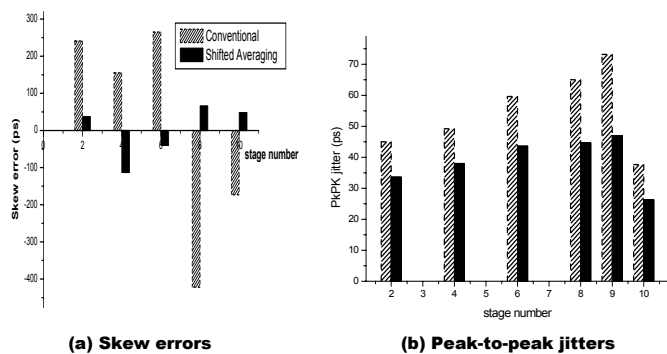 300
200
100
0
-100
-200
-300
-400
Skew error (ps)
Conventional
Shifted Averaging
2
4
6
8
10
stage number
(a) Skew errors
70
60
50
40
30
20
10
0
PkPK jitter (ps)
2 3 4 5 6 7 8 9 10
stage number
(b) Peak-to-peak jitters